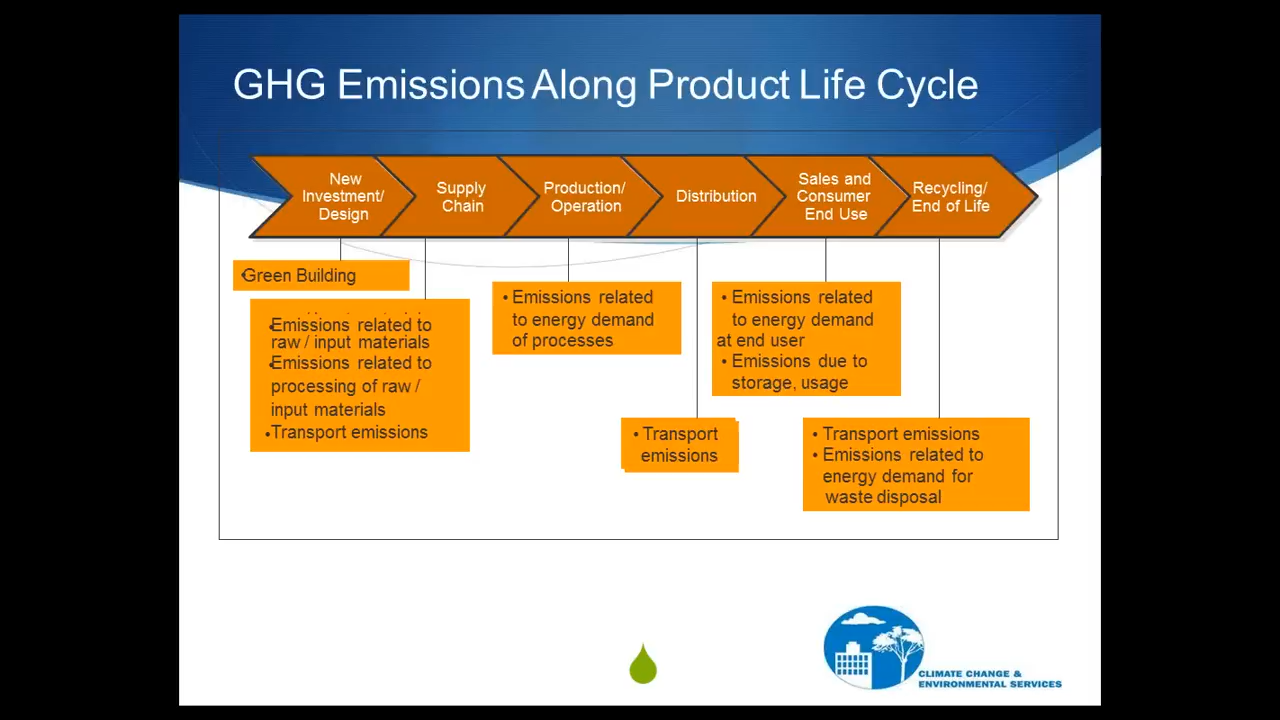 GHG Emissions Along Product Life Cycle
New
Investment/
Design
Supply
Chain
Production/
Operation
Distribution
Sales and
Consumer
End Use
Recycling/
End of Life
•Green Building
•Emissions related to
raw / input materials
•Emissions related to
processing of raw /
input materials
•Transport emissions
• Emissions related
to energy demand
of processes
• Transport
emissions
• Emissions related
to energy demand
at end user
• Emissions due to
storage, usage
• Transport emissions
• Emissions related to
energy demand for
waste disposal
CLIMATE CHANGE &
ENVIRONMENTAL SERVICES